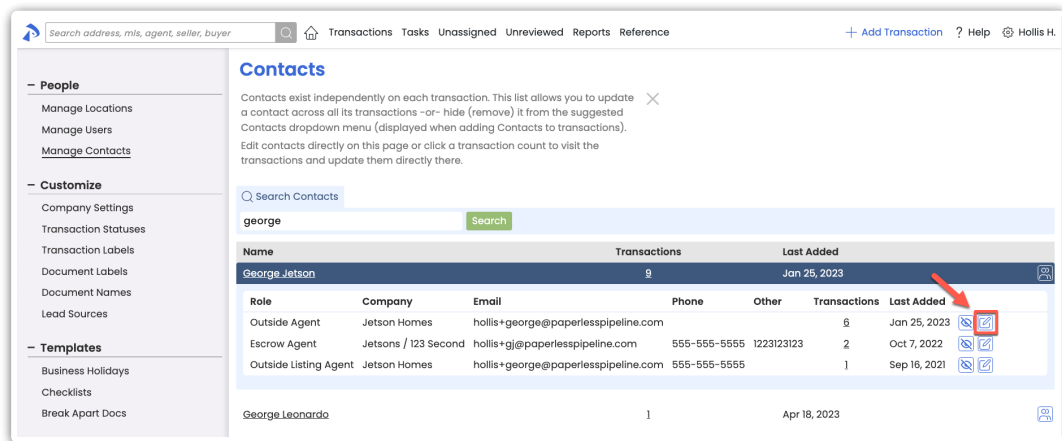 Search address, mls, agent, seller, buyer Transactions Tasks Unassigned Unreviewed Reports Reference + Add Transaction ? Help Hollis H.
– People
Manage Locations
Manage Users
Manage Contacts
– Customize
Company Settings
Transaction Statuses
Transaction Labels
Document Labels
Document Names
Lead Sources
– Templates
Business Holidays
Checklists
Break Apart Docs
Contacts
Contacts exist independently on each transaction. This list allows you to update
a contact across all its transactions -or- hide (remove) it from the suggested
Contacts dropdown menu (displayed when adding Contacts to transactions).
Edit contacts directly on this page or click a transaction count to visit the
transactions and update them directly there.
Search Contacts
george Search
Name Transactions Last Added
George Jetson 9 Jan 25, 2023
Role Company Email Phone Other Transactions Last Added
Outside Agent Jetson Homes hollis+george@paperlesspipeline.com 6 Jan 25, 2023
Escrow Agent Jetsons / 123 Second hollis+gj@paperlesspipeline.com 555-555-5555 1223123123 2 Oct 7, 2022
Outside Listing Agent Jetson Homes hollis+george@paperlesspipeline.com 555-555-5555 1 Sep 16, 2021
George Leonardo 1 Apr 18, 2023